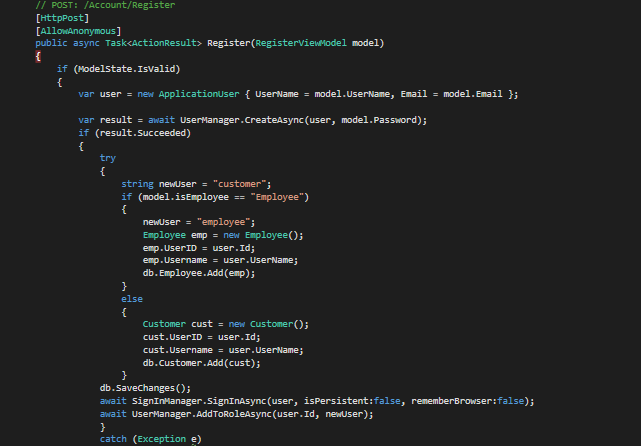 // POST: /Account/Register
[HttpPost]
[AllowAnonymous]
public async Task<ActionResult> Register(RegisterViewModel model)
{
if (ModelState.IsValid)
{
var user = new ApplicationUser { UserName = model.UserName, Email = model.Email };
var result = await UserManager.CreateAsync(user, model.Password);
if (result.Succeeded)
{
try
{
string newUser = "customer";
if (model.isEmployee == "Employee")
{
newUser = "employee";
Employee emp = new Employee();
emp.UserID = user.Id;
emp.Username = user.UserName;
db.Employee.Add(emp);
}
else
{
Customer cust = new Customer();
cust.UserID = user.Id;
cust.Username = user.UserName;
db.Customer.Add(cust);
}
db.SaveChanges();
await SignInManager.SignInAsync(user, isPersistent:false, rememberBrowser:false);
await UserManager.AddToRoleAsync(user.Id, newUser);
}
catch (Exception e)